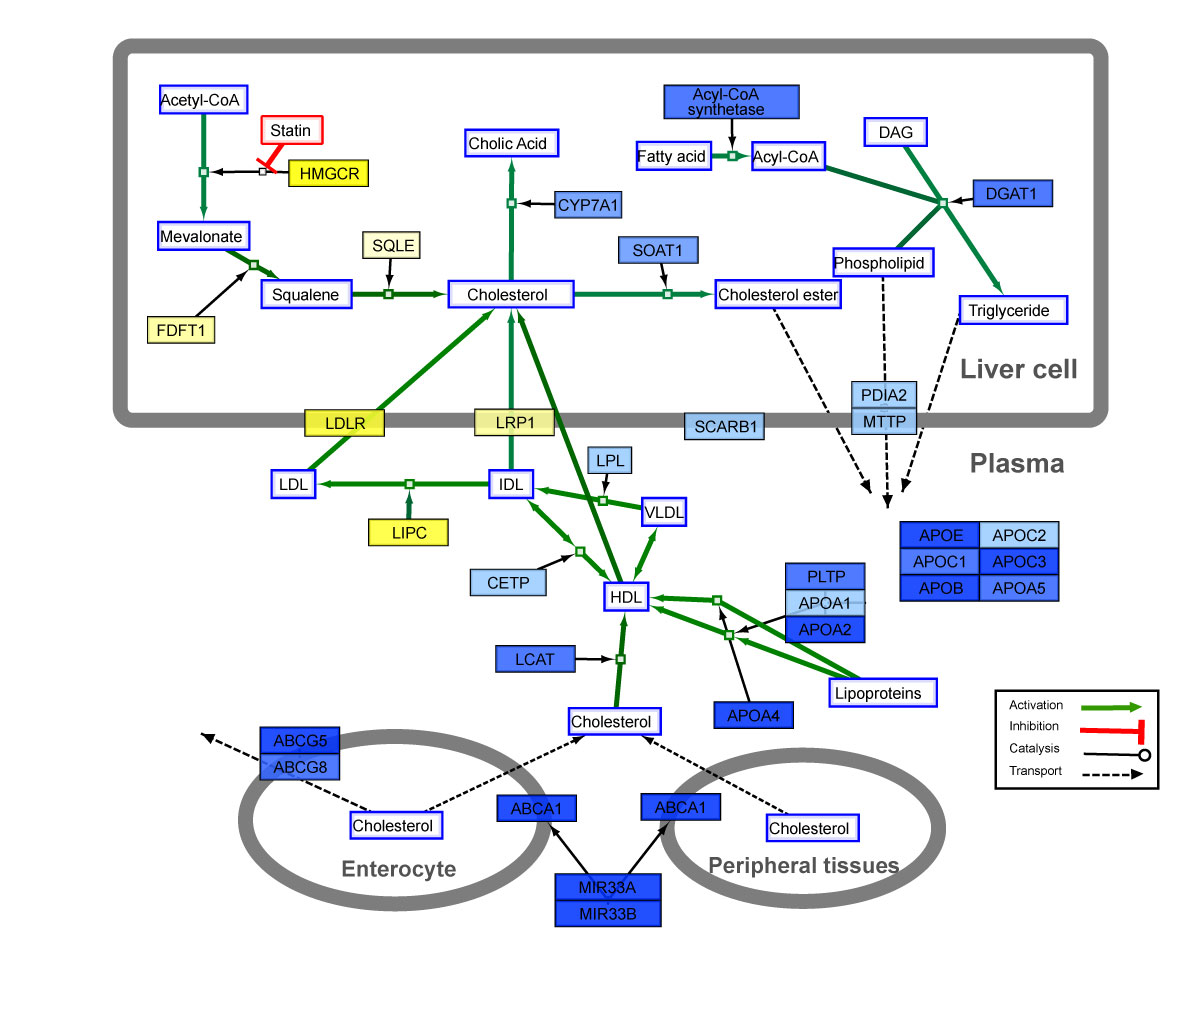 Acetyl-CoA
Statin
HMGCR
Mevalonate
FDFT1
Squalene
SQLE
Cholic Acid
CYP7A1
Cholesterol
SOAT1
Cholesterol ester
Acyl-CoA
synthetase
Fatty acid
Acyl-CoA
DAG
DGAT1
Phospholipid
Triglyceride
Liver cell
PDIA2
MTTP
LDLR
LRP1
SCARB1
Plasma
LDL
IDL
LPL
VLDL
LIPC
CETP
HDL
PLTP
APOA1
APOA2
APOE
APOC2
APOC1
APOC3
APOB
APOA5
LCAT
APOA4
Lipoproteins
Cholesterol
ABCG5
ABCG8
Cholesterol
Enterocyte
ABCA1
ABCA1
Cholesterol
Peripheral tissues
MIR33A
MIR33B
Activation
Inhibition
Catalysis
Transport